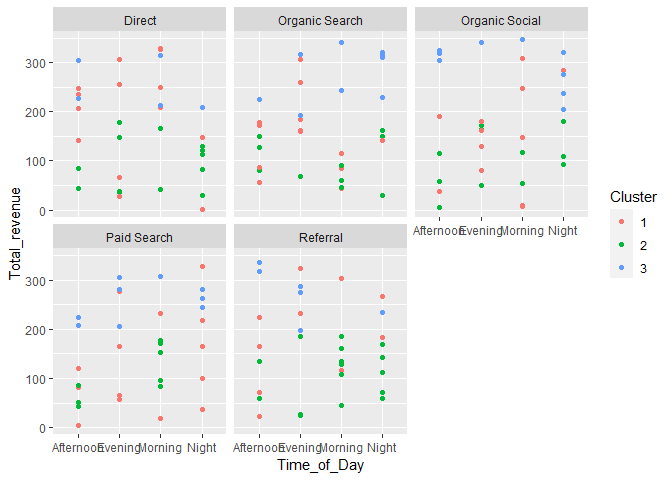 Direct
Organic Search
Organic Social
300
200
100
0
Afternoon Evening Morning Night
Paid Search
Referral
300
200
100
0
Afternoon Evening Morning Night
Afternoon Evening Morning Night
Total_revenue
Time_of_Day
Cluster
1
2
3